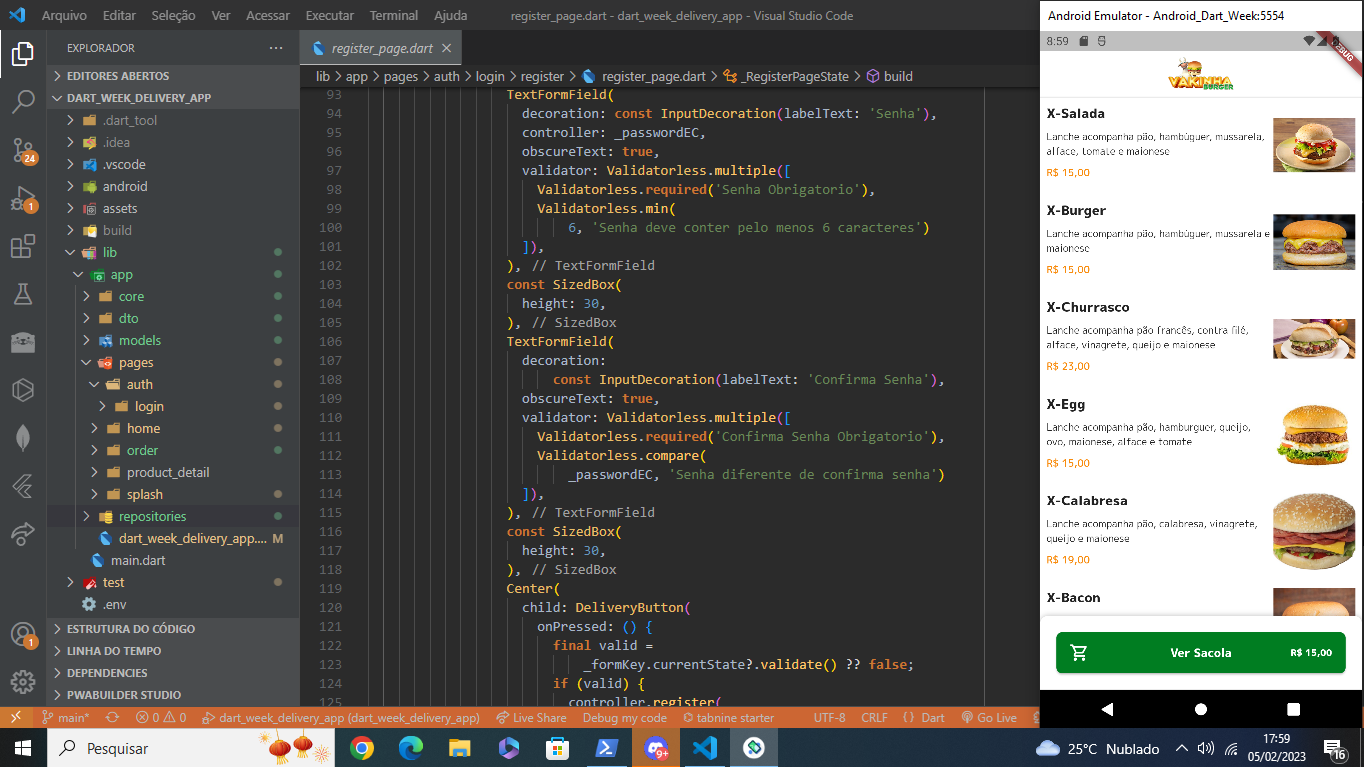 Arquivo Editar Seleção Ver Acessar Executar Terminal Ajuda
register_page.dart - dart_week_delivery_app - Visual Studio Code
EXPLORADOR
EDITORES ABERTOS
DART_WEEK_DELIVERY_APP
.dart_tool
.idea
.vscode
android
assets
build
lib
app
core
dto
models
pages
auth
login
home
order
product_detail
splash
repositories
dart_week_delivery_app.... M
main.dart
test
.env
ESTRUTURA DO CÓDIGO
LINHA DO TEMPO
DEPENDENCIES
PWABUILDER STUDIO
24
1
1
register_page.dart
lib > app > pages > auth > login > register > register_page.dart > _RegisterPageState > build
93 TextFormField(
94 decoration: const InputDecoration(labelText: 'Senha'),
95 controller: _passwordEC,
96 obscureText: true,
97 validator: Validatorless.multiple([
98 Validatorless.required('Senha Obrigatorio'),
99 Validatorless.min(
100 6, 'Senha deve conter pelo menos 6 caracteres')
101 ]),
102 ), // TextFormField
103 const SizedBox(
104 height: 30,
105 ), // SizedBox
106 TextFormField(
107 decoration:
108 const InputDecoration(labelText: 'Confirma Senha'),
109 obscureText: true,
110 validator: Validatorless.multiple([
111 Validatorless.required('Confirma Senha Obrigatorio'),
112 Validatorless.compare(
113 _passwordEC, 'Senha diferente de confirma senha')
114 ]),
115 ), // TextFormField
116 const SizedBox(
117 height: 30,
118 ), // SizedBox
119 Center(
120 child: DeliveryButton(
121 onPressed: () {
122 final valid =
123 _formKey.currentState?.validate() ?? false;
124 if (valid) {
125 controller.register(
Android Emulator - Android_Dart_Week:5554
8:59
VAKINHA
BURGER
X-Salada
Lanche acompanha pão, hambúguer, mussarela,
alface, tomate e maionese
R$ 15,00
X-Burger
Lanche acompanha pão, hambúguer, mussarela e
maionese
R$ 15,00
X-Churrasco
Lanche acompanha pão francês, contra filé,
alface, vinagrete, queijo e maionese
R$ 23,00
X-Egg
Lanche acompanha pão, hamburguer, queijo,
ovo, maionese, alface e tomate
R$ 15,00
X-Calabresa
Lanche acompanha pão, calabresa, vinagrete,
queijo e maionese
R$ 19,00
X-Bacon
Ver Sacola R$ 15,00
main* 0 0 dart_week_delivery_app (dart_week_delivery_app) Live Share Debug my code tabnine starter UTF-8 CRLF { } Dart Go Live
Pesquisar
9+
25°C Nublado
17:59
05/02/2023
16